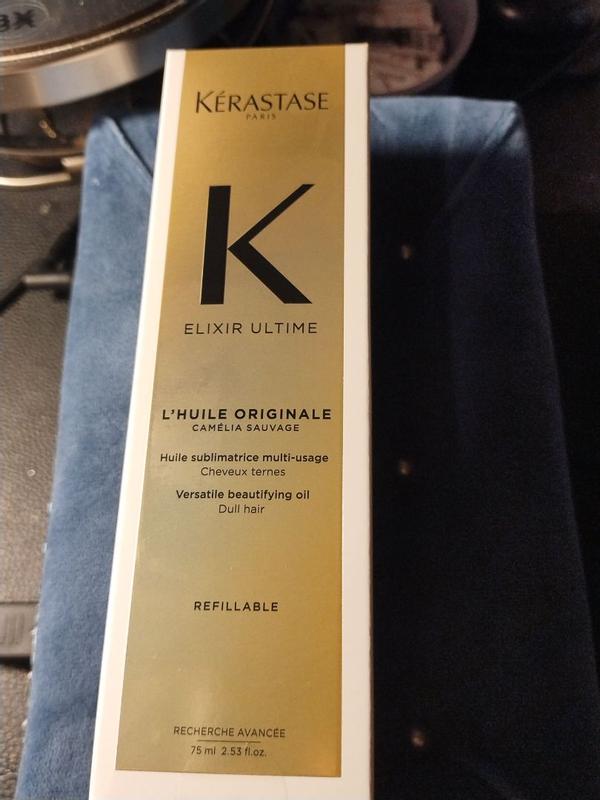 KÉRASTASE
PARIS
K
ELIXIR ULTIME
L'HUILE ORIGINALE
CAMÉLIA SAUVAGE
Huile sublimatrice multi-usage
Cheveux ternes
Versatile beautifying oil
Dull hair
REFILLABLE
RECHERCHE AVANCÉE
75 ml 2.53 fl.oz.